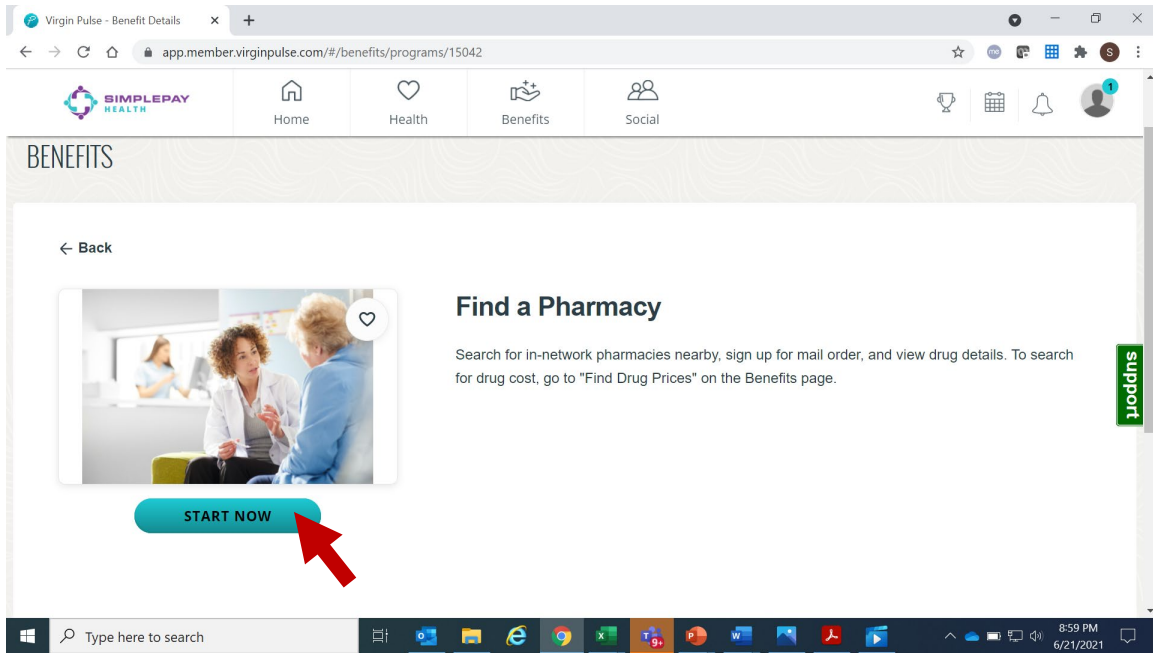 Virgin Pulse - Benefit Details
app.member.virginpulse.com/#/benefits/programs/15042
mo
S
SIMPLEPAY
HEALTH
Home
Health
Benefits
Social
1
BENEFITS
← Back
Find a Pharmacy
Search for in-network pharmacies nearby, sign up for mail order, and view drug details. To search
for drug cost, go to "Find Drug Prices" on the Benefits page.
support
START NOW
Type here to search
9+
8:59 PM
6/21/2021